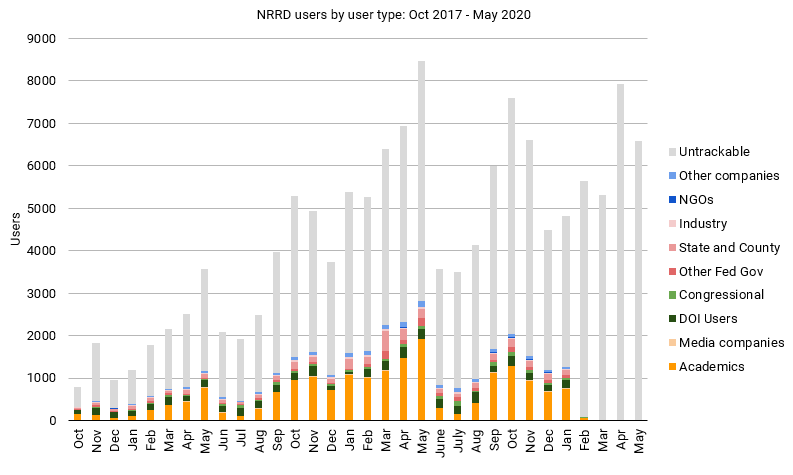 NRRD users by user type: Oct 2017 - May 2020
9000
8000
7000
6000
5000
4000
3000
2000
1000
0
Users
Oct Nov Dec Jan Feb Mar Apr May Jun Jul Aug Sep Oct Nov Dec Jan Feb Mar Apr May June July Aug Sep Oct Nov Dec Jan Feb Mar Apr May
Untrackable
Other companies
NGOs
Industry
State and County
Other Fed Gov
Congressional
DOI Users
Media companies
Academics